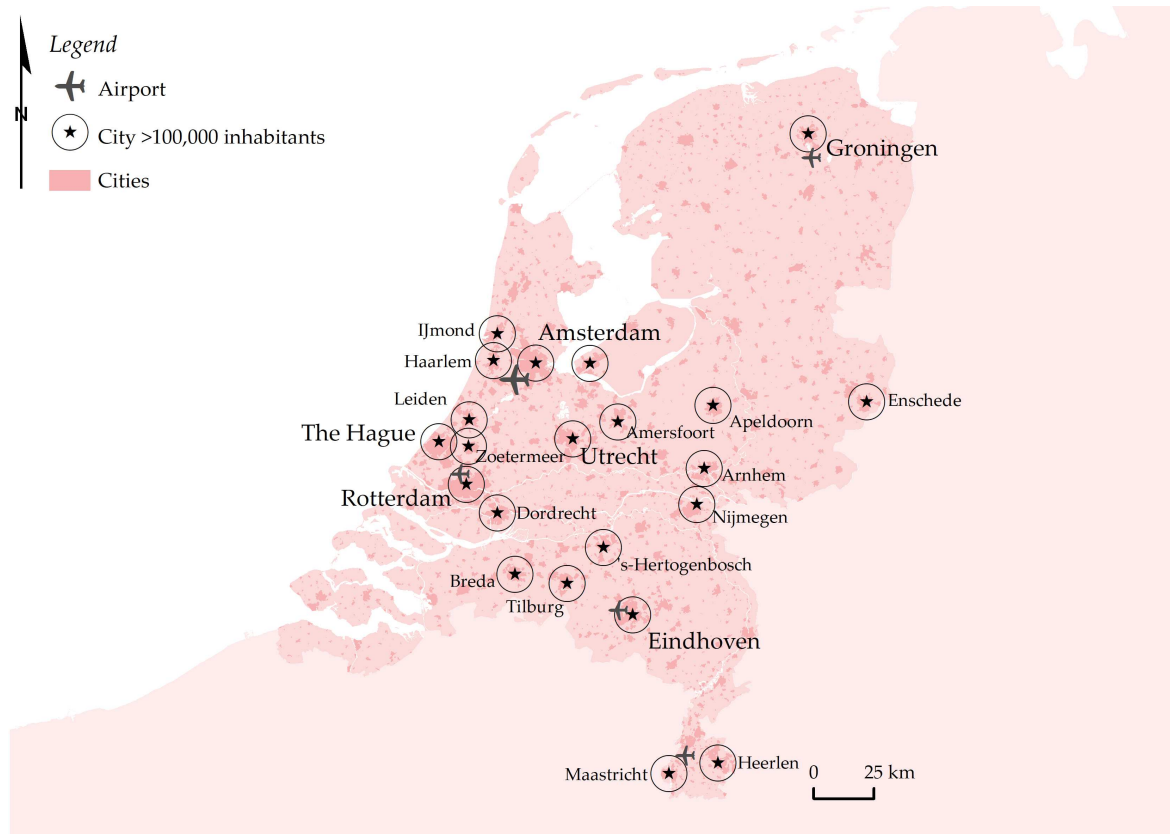 Legend
Airport
N
City >100,000 inhabitants
Cities
Groningen
IJmond
Amsterdam
Haarlem
Leiden
Enschede
Apeldoorn
Amersfoort
The Hague
Zoetermeer
Utrecht
Arnhem
Rotterdam
Dordrecht
Nijmegen
's-Hertogenbosch
Breda
Tilburg
Eindhoven
Maastricht
Heerlen
0 25 km